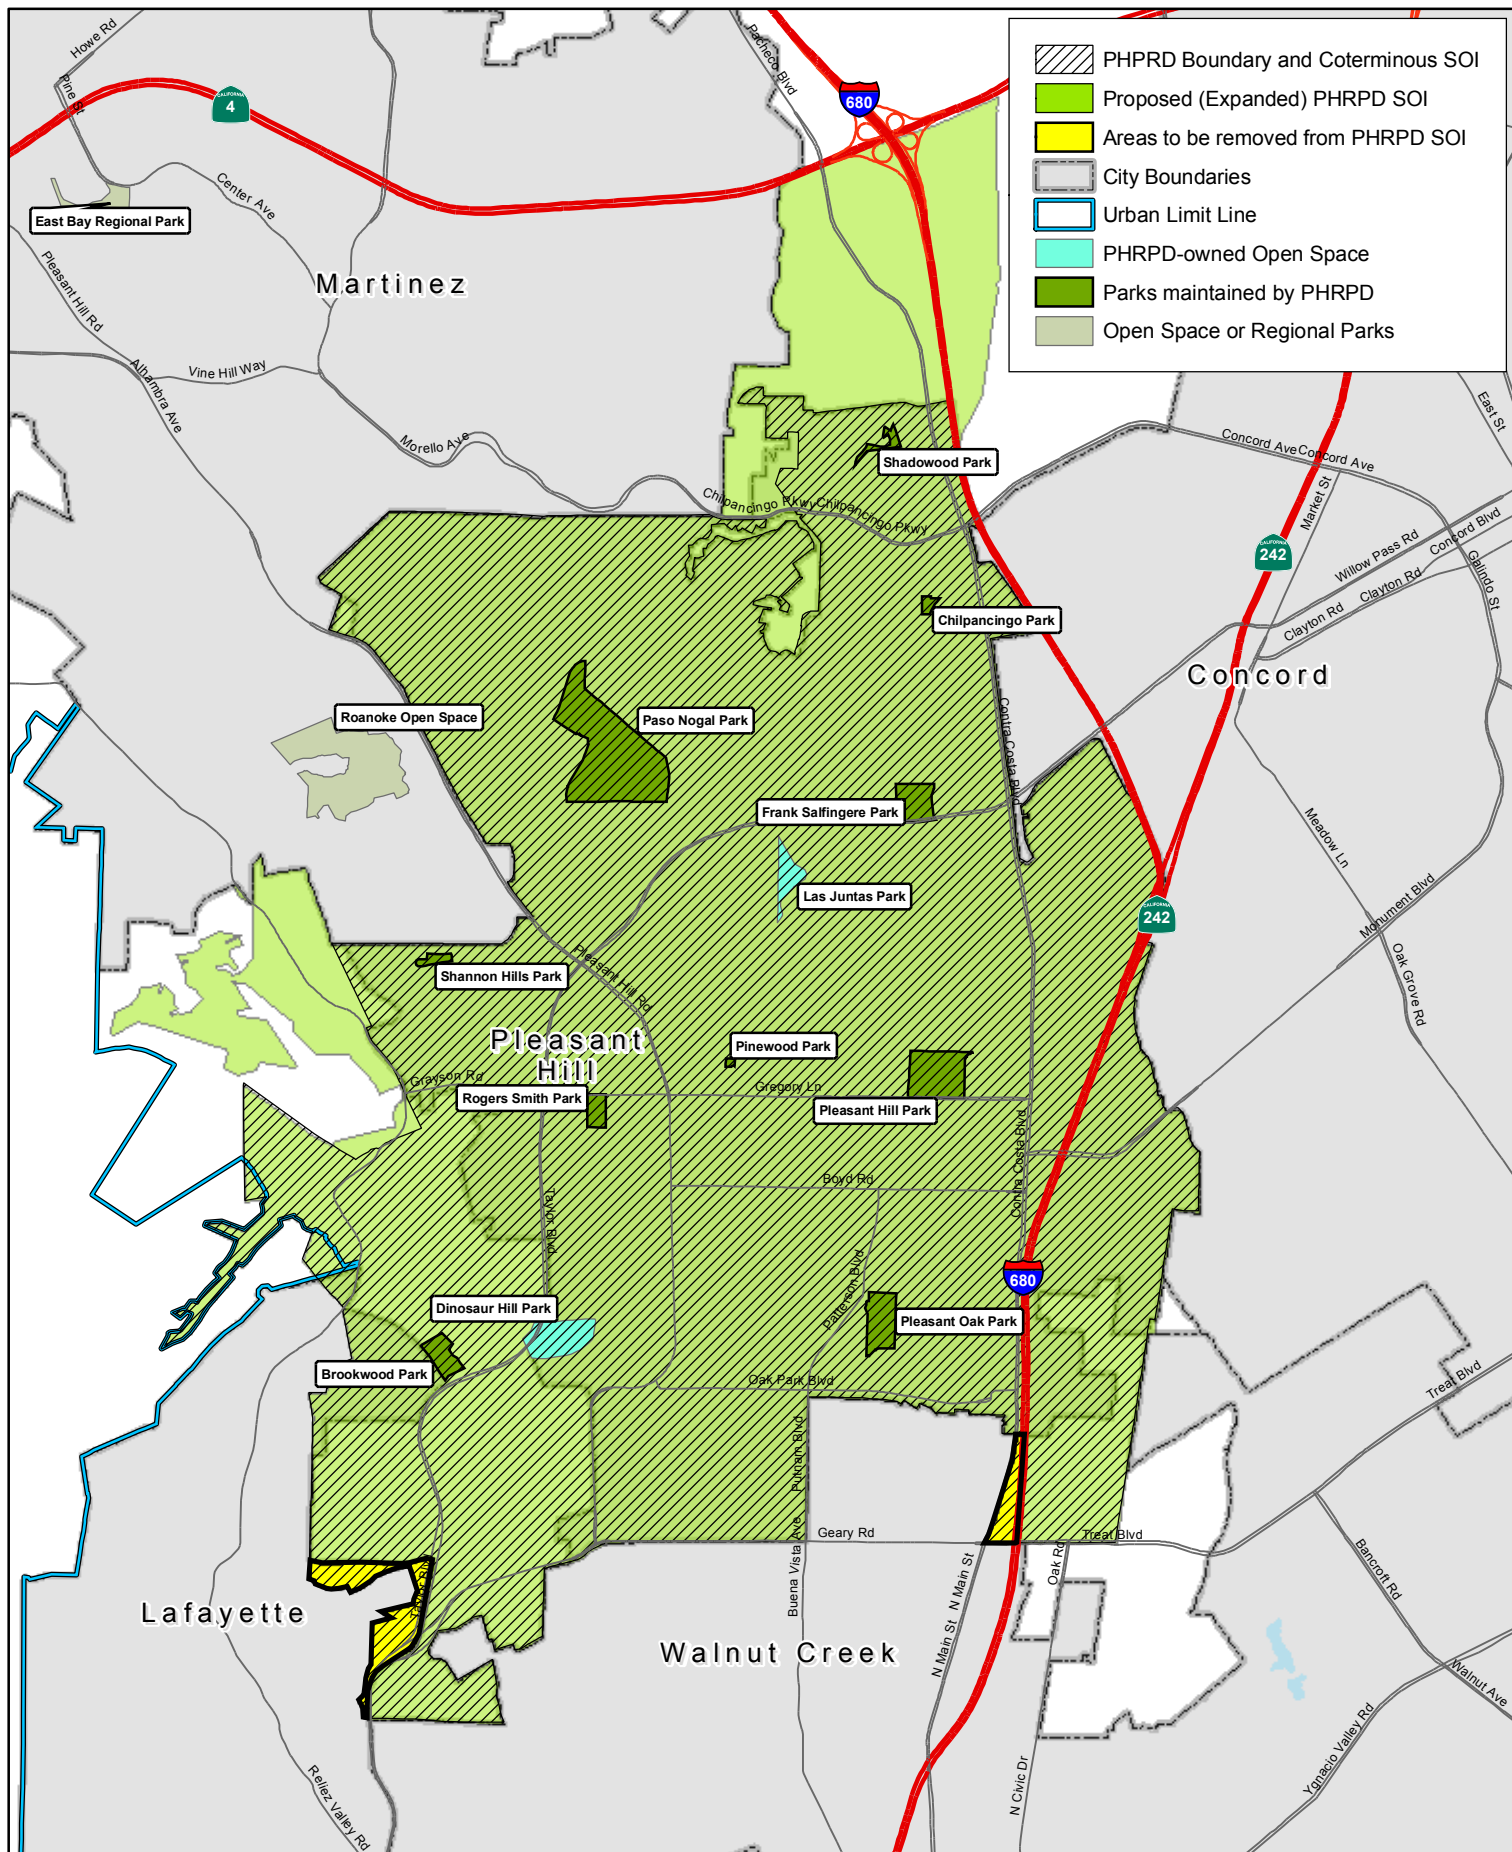 Howe Rd
Pine St
CALIFORNIA
4
Pacheco Blvd
680
PHPRD Boundary and Coterminous SOI
Proposed (Expanded) PHRPD SOI
Areas to be removed from PHRPD SOI
City Boundaries
Urban Limit Line
PHRPD-owned Open Space
Parks maintained by PHRPD
Open Space or Regional Parks
Center Ave
East Bay Regional Park
Pleasant Hill Rd
Martinez
Vine Hill Way
Alhambra Ave
Morello Ave
East St
Concord Ave
Concord Ave
Shadowood Park
Market St
Chilpancingo Pkwy
Chilpancingo Pkwy
Willow Pass Rd
Concord Blvd
CALIFORNIA
242
Clayton Rd
Clayton Rd
Galindo St
Chilpancingo Park
Concord
Roanoke Open Space
Paso Nogal Park
Contra Costa Blvd
Frank Salfingere Park
Meadow Ln
Las Juntas Park
CALIFORNIA
242
Monument Blvd
Shannon Hills Park
Pleasant Hill Rd
Oak Grove Rd
Pleasant
Hill
Pinewood Park
Grayson Rd
Gregory Ln
Rogers Smith Park
Pleasant Hill Park
Contra Costa Blvd
Boyd Rd
Taylor Blvd
Patterson Blvd
680
Dinosaur Hill Park
Pleasant Oak Park
Brookwood Park
Oak Park Blvd
Treat Blvd
Putnam Blvd
Geary Rd
Treat Blvd
Buena Vista Ave
N Main St
Oak Rd
Bancroft Rd
Taylor Blvd
Lafayette
Walnut Creek
N Main St
Walnut Ave
Ygnacio Valley Rd
Reliez Valley Rd
N Civic Dr